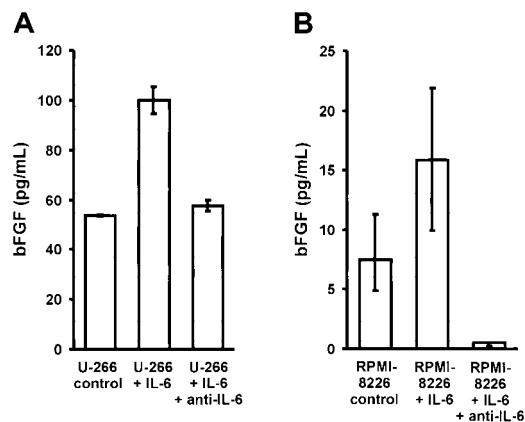 A
bFGF (pg/mL)
120
100
80
60
40
20
0
U-266
control
U-266
+ IL-6
U-266
+ IL-6
+ anti-IL-6
B
bFGF (pg/mL)
25
20
15
10
5
0
RPMI-
8226
control
RPMI-
8226
+ IL-6
RPMI-
8226
+ IL-6
+ anti-IL-6